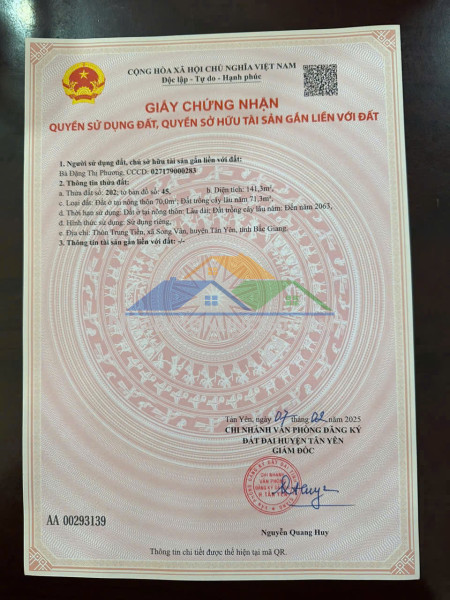 CỘNG HÒA XÃ HỘI CHỦ NGHĨA VIỆT NAM
Độc lập - Tự do - Hạnh phúc
GIẤY CHỨNG NHẬN
QUYỀN SỬ DỤNG ĐẤT, QUYỀN SỞ HỮU TÀI SẢN GẮN LIỀN VỚI ĐẤT
1. Người sử dụng đất, chủ sở hữu tài sản gắn liền với đất:
Bà Đặng Thị Phương, CCCD: 027179000283
2. Thông tin thửa đất:
a. Thửa đất số: 202; tờ bản đồ số: 45, b. Diện tích: 141,3m²,
c. Loại đất: Đất ở tại nông thôn 70,0m²; Đất trồng cây lâu năm 71,3m².
d. Thời hạn sử dụng: Đất ở tại nông thôn: Lâu dài; Đất trồng cây lâu năm: Đến năm 2063,
đ. Hình thức sử dụng: Sử dụng riêng,
e. Địa chỉ: Thôn Trung Tiến, xã Song Vân, huyện Tân Yên, tỉnh Bắc Giang.
3. Thông tin tài sản gắn liền với đất: -/-
Tân Yên, ngày 07 tháng 02 năm 2025
CHI NHÁNH VĂN PHÒNG ĐĂNG KÝ
ĐẤT ĐAI HUYỆN TÂN YÊN
GIÁM ĐỐC
CHI NHÁNH
VĂN PHÒNG
AA 00293139
Nguyễn Quang Huy
Thông tin chi tiết được thể hiện tại mã QR.